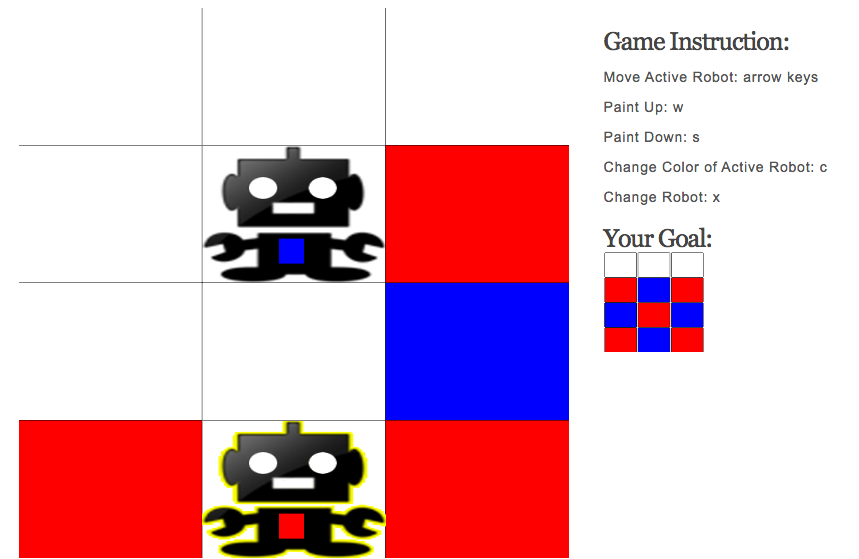 Game Instruction:
Move Active Robot: arrow keys
Paint Up: w
Paint Down: s
Change Color of Active Robot: c
Change Robot: x
Your Goal: